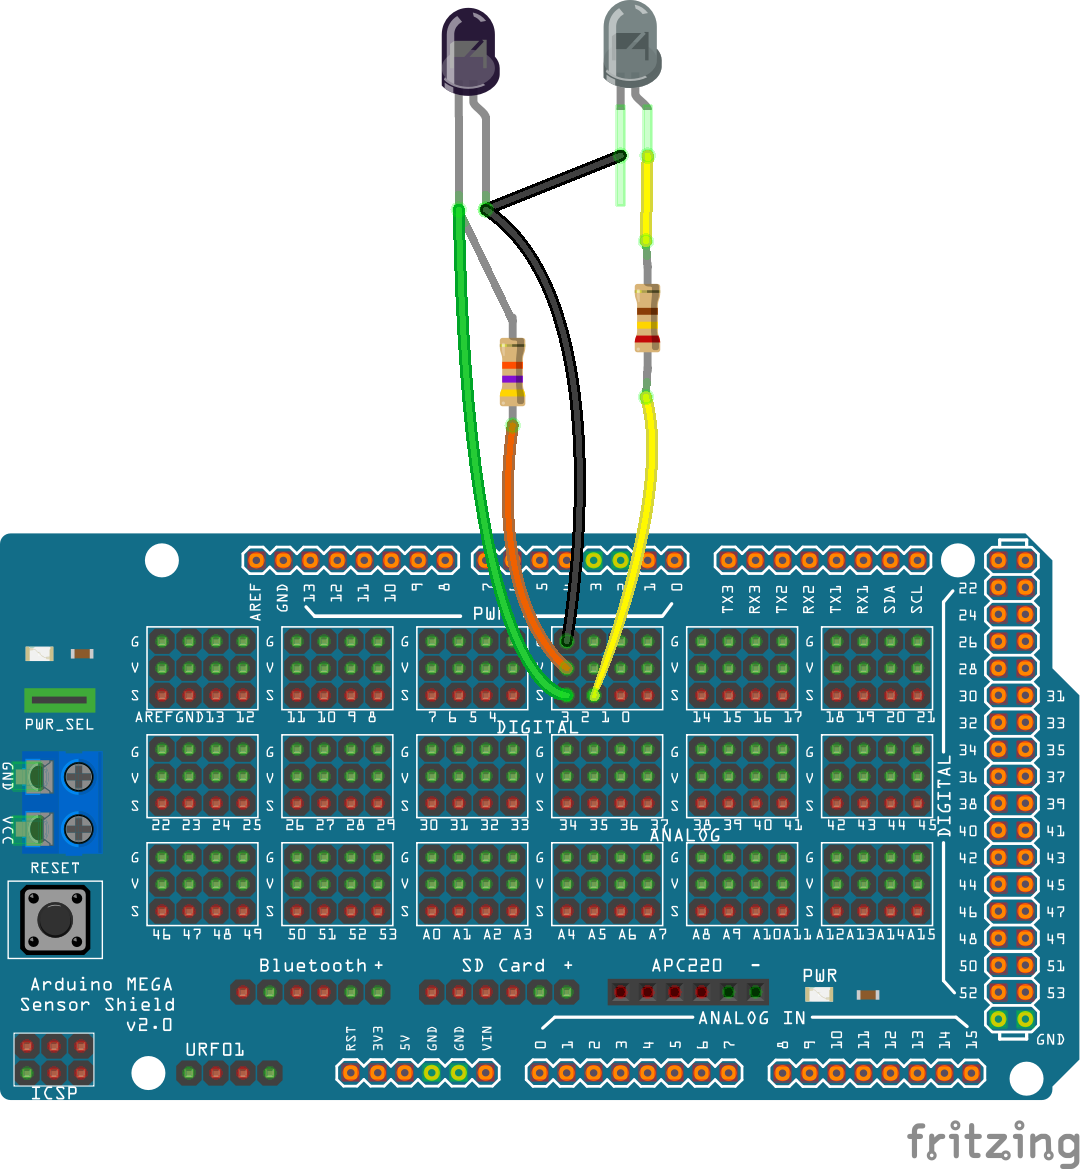 7 5 4 3 2 1 0
AREF GND 13 12 11 10 9 8
TX3 RX3 TX2 RX2 TX1 RX1 SDA SCL
22
PWM
24
G G G G G
26
V V V V
28
S S S S S
30 31
AREFGND13 12 11 10 9 8 7 6 5 4 3 2 1 0 14 15 16 17 18 19 20 21
PWR_SEL
DIGITAL
32 33
G G G G G G
34 35
GND
V V V V V V
36 37
S S S S S S
38 39
DIGITAL
22 23 24 25 26 27 28 29 30 31 32 33 34 35 36 37 38 39 40 41 42 43 44 45
VCC
ANALOG
40 41
RESET
G G G G G G
42 43
V V V V V V
44 45
S S S S S S
46 47
46 47 48 49 50 51 52 53 A0 A1 A2 A3 A4 A5 A6 A7 A8 A9 A10A11 A12A13A14A15
48 49
Bluetooth + SD Card + APC220 -
50 51
PWR
Arduino MEGA
52 53
Sensor Shield
v2.0
ANALOG IN
GND
URF01
RST 3V3 5V GND GND VIN
0 1 2 3 4 5 6 7 8 9 10 11 12 13 14 15
ICSP
fritzing